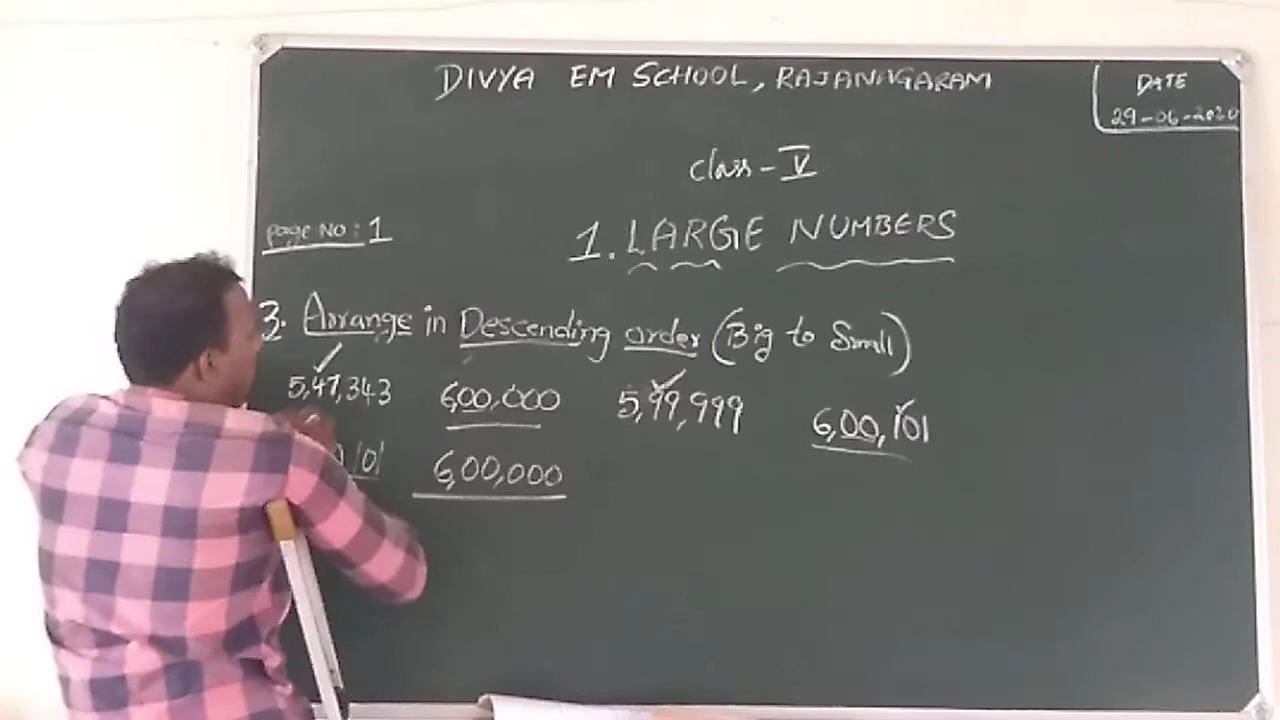 DIVYA EM SCHOOL, RAJANAGARAM
DATE
29-06-2020
Class - V
Page No: 1
1. LARGE NUMBERS
3. Arrange in Descending order (Big to Small)
5,47,343 6,00,000 5,99,999 6,00,101
101 6,00,000